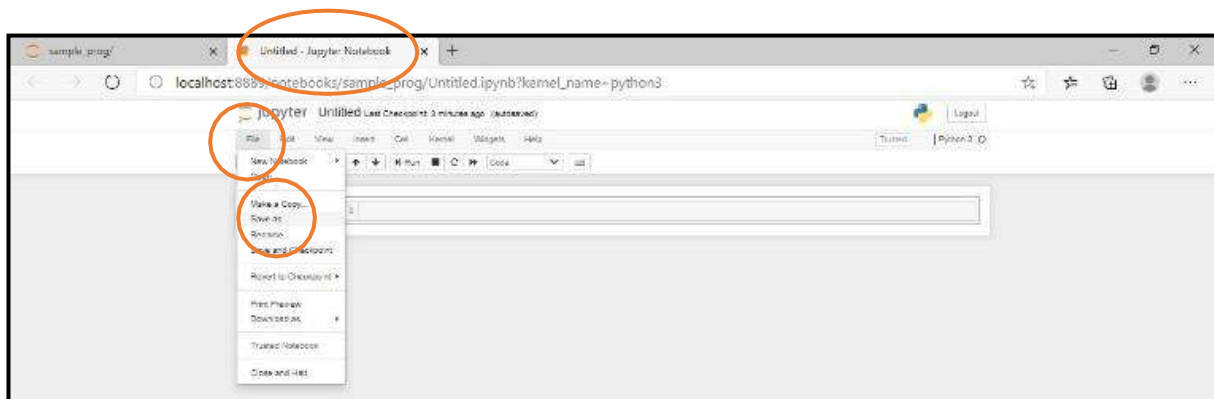 sample_prog/ Untitled - Jupyter Notebook
localhost:8889/notebooks/sample_prog/Untitled.ipynb?kernel_name=python3
jupyter Untitled Last Checkpoint: 3 minutes ago (autosaved) Logout
File Edit View Insert Cell Kernel Widgets Help Trusted Python 3
New Notebook Run Code
Open...
Make a Copy...
Save as...
Rename...
Save and Checkpoint
Revert to Checkpoint
Print Preview
Download as
Trusted Notebook
Close and Halt